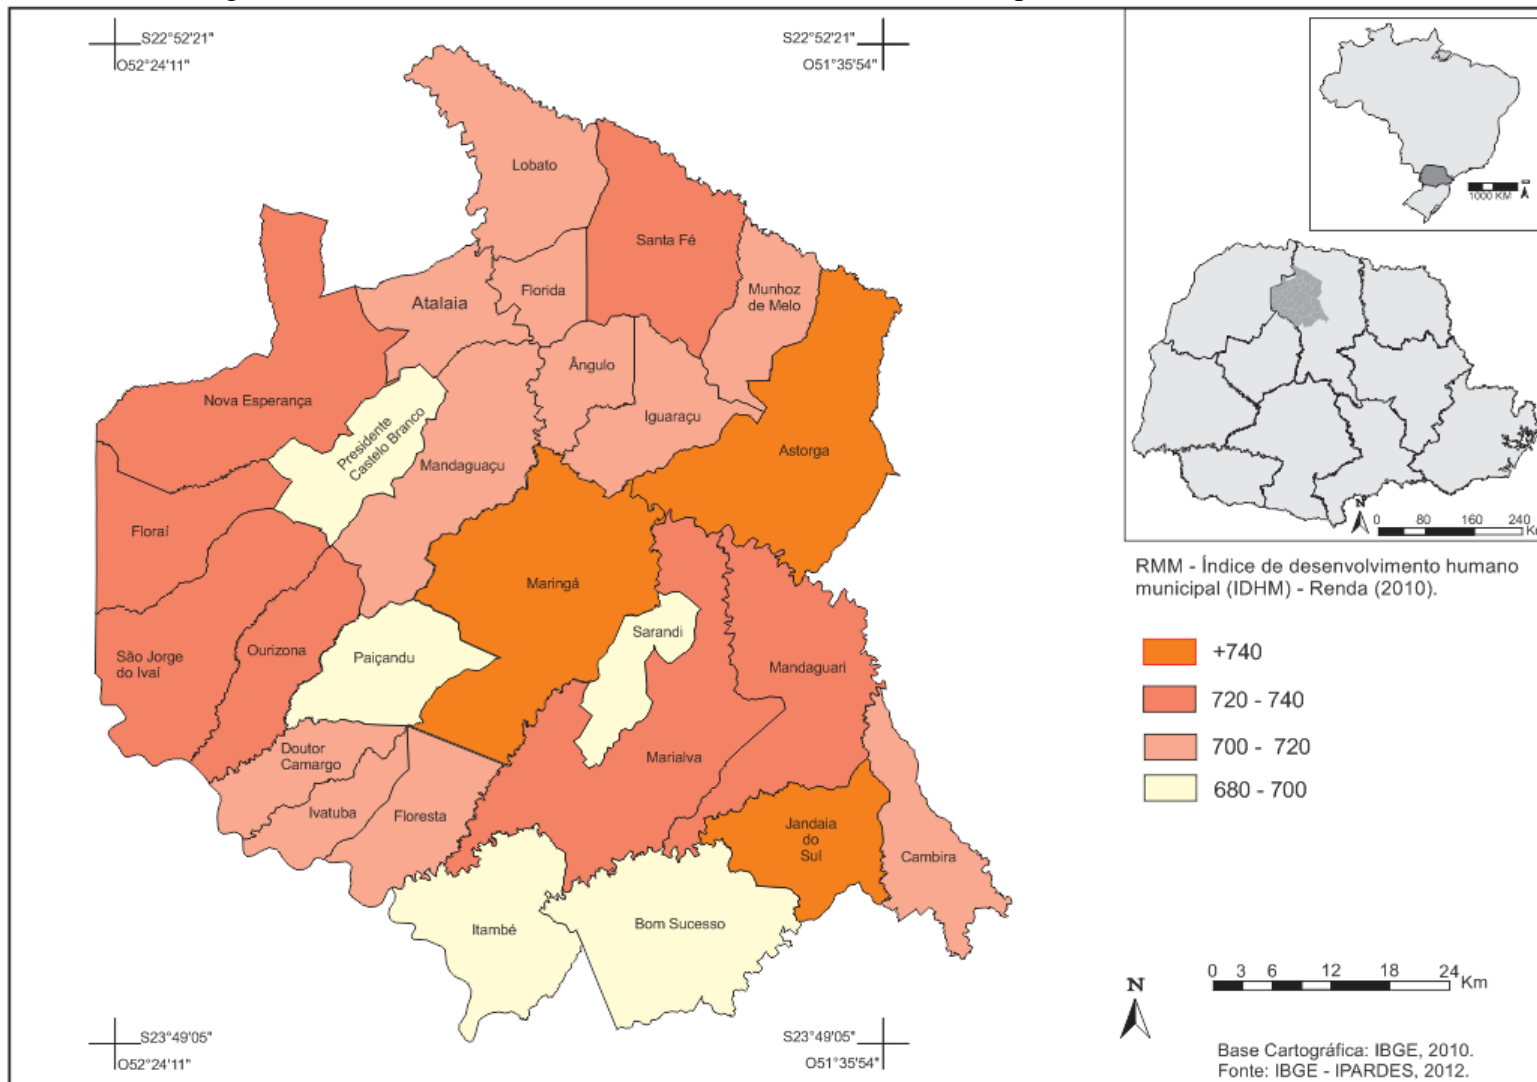 S22°52'21"
O52°24'11"
S22°52'21"
O51°35'54"
1000 KM
Lobato
Santa Fé
Florida
Munhoz
de Melo
Atalaia
Ângulo
Nova Esperança
Iguaraçu
Presidente
Castelo Branco
Mandaguaçu
Astorga
Floraí
Maringá
Sarandi
Ourizona
São Jorge
do Ivaí
Paiçandu
Mandaguari
Doutor
Camargo
Marialva
Ivatuba
Floresta
Jandaia
do
Sul
Cambira
Itambé
Bom Sucesso
N
0 80 160 240
Km
RMM - Índice de desenvolvimento humano
municipal (IDHM) - Renda (2010).
+740
720 - 740
700 - 720
680 - 700
N
0 3 6 12 18 24
Km
S23°49'05"
O52°24'11"
S23°49'05"
O51°35'54"
Base Cartográfica: IBGE, 2010.
Fonte: IBGE - IPARDES, 2012.